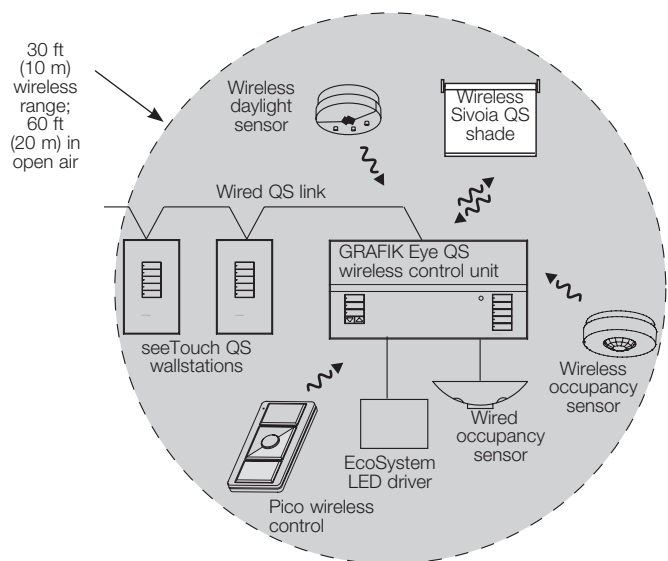 30 ft
(10 m)
wireless
range;
60 ft
(20 m) in
open air
Wireless
daylight
sensor
Wireless
Sivoia QS
shade
Wired QS link
GRAFIK Eye QS
wireless control unit
seeTouch QS
wallstations
Wireless
occupancy
sensor
Wired
occupancy
sensor
EcoSystem
LED driver
Pico wireless
control